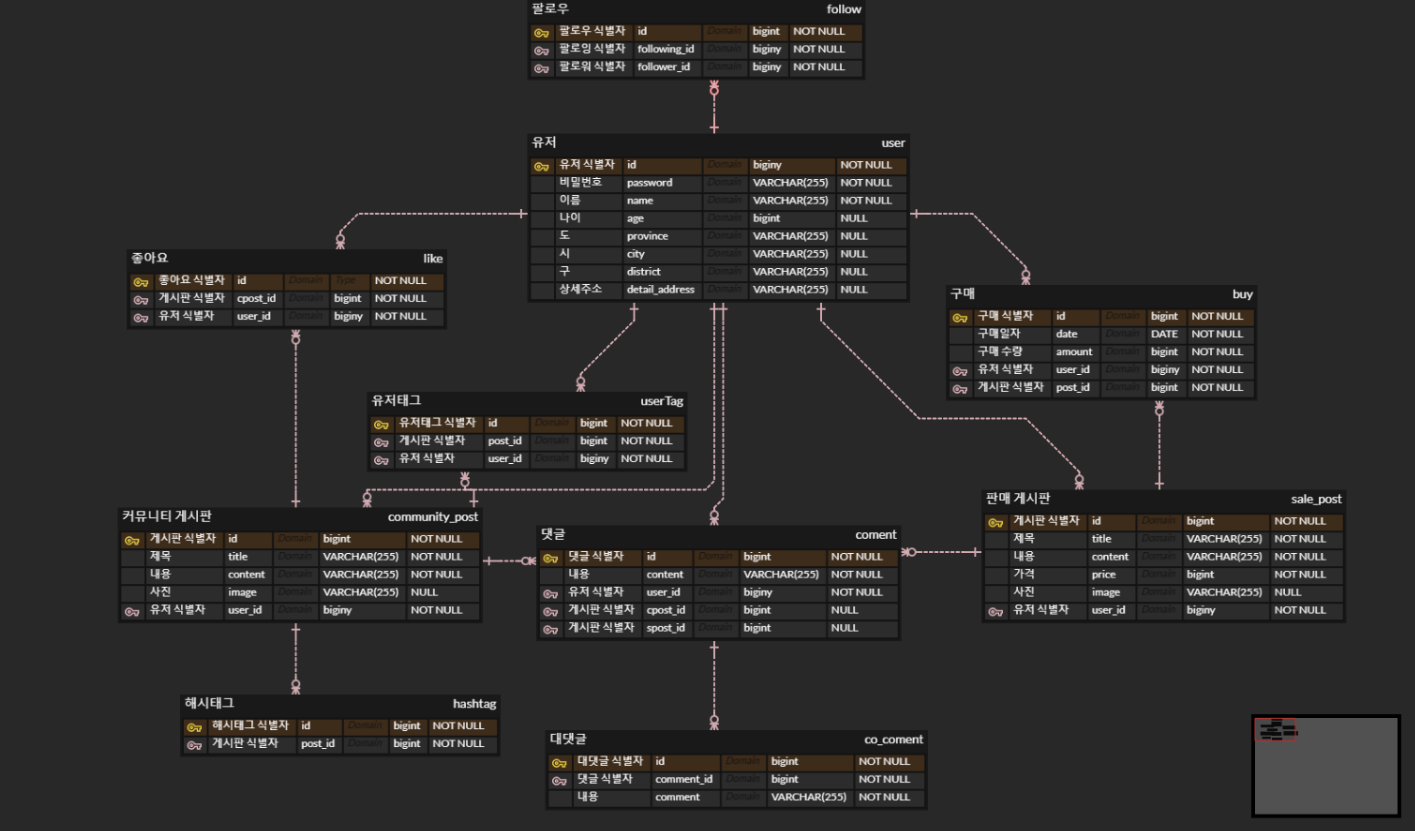 팔로우 follow
팔로우 식별자 id Domain bigint NOT NULL
팔로잉 식별자 following_id Domain biginy NOT NULL
팔로워 식별자 follower_id Domain biginy NOT NULL
유저 user
유저 식별자 id Domain biginy NOT NULL
비밀번호 password Domain VARCHAR(255) NOT NULL
이름 name Domain VARCHAR(255) NOT NULL
나이 age Domain bigint NULL
도 province Domain VARCHAR(255) NULL
시 city Domain VARCHAR(255) NULL
구 district Domain VARCHAR(255) NULL
상세주소 detail_address Domain VARCHAR(255) NULL
좋아요 like
좋아요 식별자 id Domain Type NOT NULL
게시판 식별자 cpost_id Domain bigint NOT NULL
유저 식별자 user_id Domain biginy NOT NULL
구매 buy
구매 식별자 id Domain bigint NOT NULL
구매일자 date Domain DATE NOT NULL
구매 수량 amount Domain bigint NOT NULL
유저 식별자 user_id Domain biginy NOT NULL
게시판 식별자 post_id Domain bigint NOT NULL
유저태그 userTag
유저태그 식별자 id Domain bigint NOT NULL
게시판 식별자 post_id Domain bigint NOT NULL
유저 식별자 user_id Domain biginy NOT NULL
커뮤니티 게시판 community_post
게시판 식별자 id Domain bigint NOT NULL
제목 title Domain VARCHAR(255) NOT NULL
내용 content Domain VARCHAR(255) NOT NULL
사진 image Domain VARCHAR(255) NULL
유저 식별자 user_id Domain biginy NOT NULL
댓글 coment
댓글 식별자 id Domain bigint NOT NULL
내용 content Domain VARCHAR(255) NOT NULL
유저 식별자 user_id Domain biginy NOT NULL
게시판 식별자 cpost_id Domain bigint NULL
게시판 식별자 spost_id Domain bigint NULL
판매 게시판 sale_post
게시판 식별자 id Domain bigint NOT NULL
제목 title Domain VARCHAR(255) NOT NULL
내용 content Domain VARCHAR(255) NOT NULL
가격 price Domain bigint NOT NULL
사진 image Domain VARCHAR(255) NULL
유저 식별자 user_id Domain biginy NOT NULL
해시태그 hashtag
해시태그 식별자 id Domain bigint NOT NULL
게시판 식별자 post_id Domain bigint NOT NULL
대댓글 co_coment
대댓글 식별자 id Domain bigint NOT NULL
댓글 식별자 comment_id Domain bigint NOT NULL
내용 comment Domain VARCHAR(255) NOT NULL